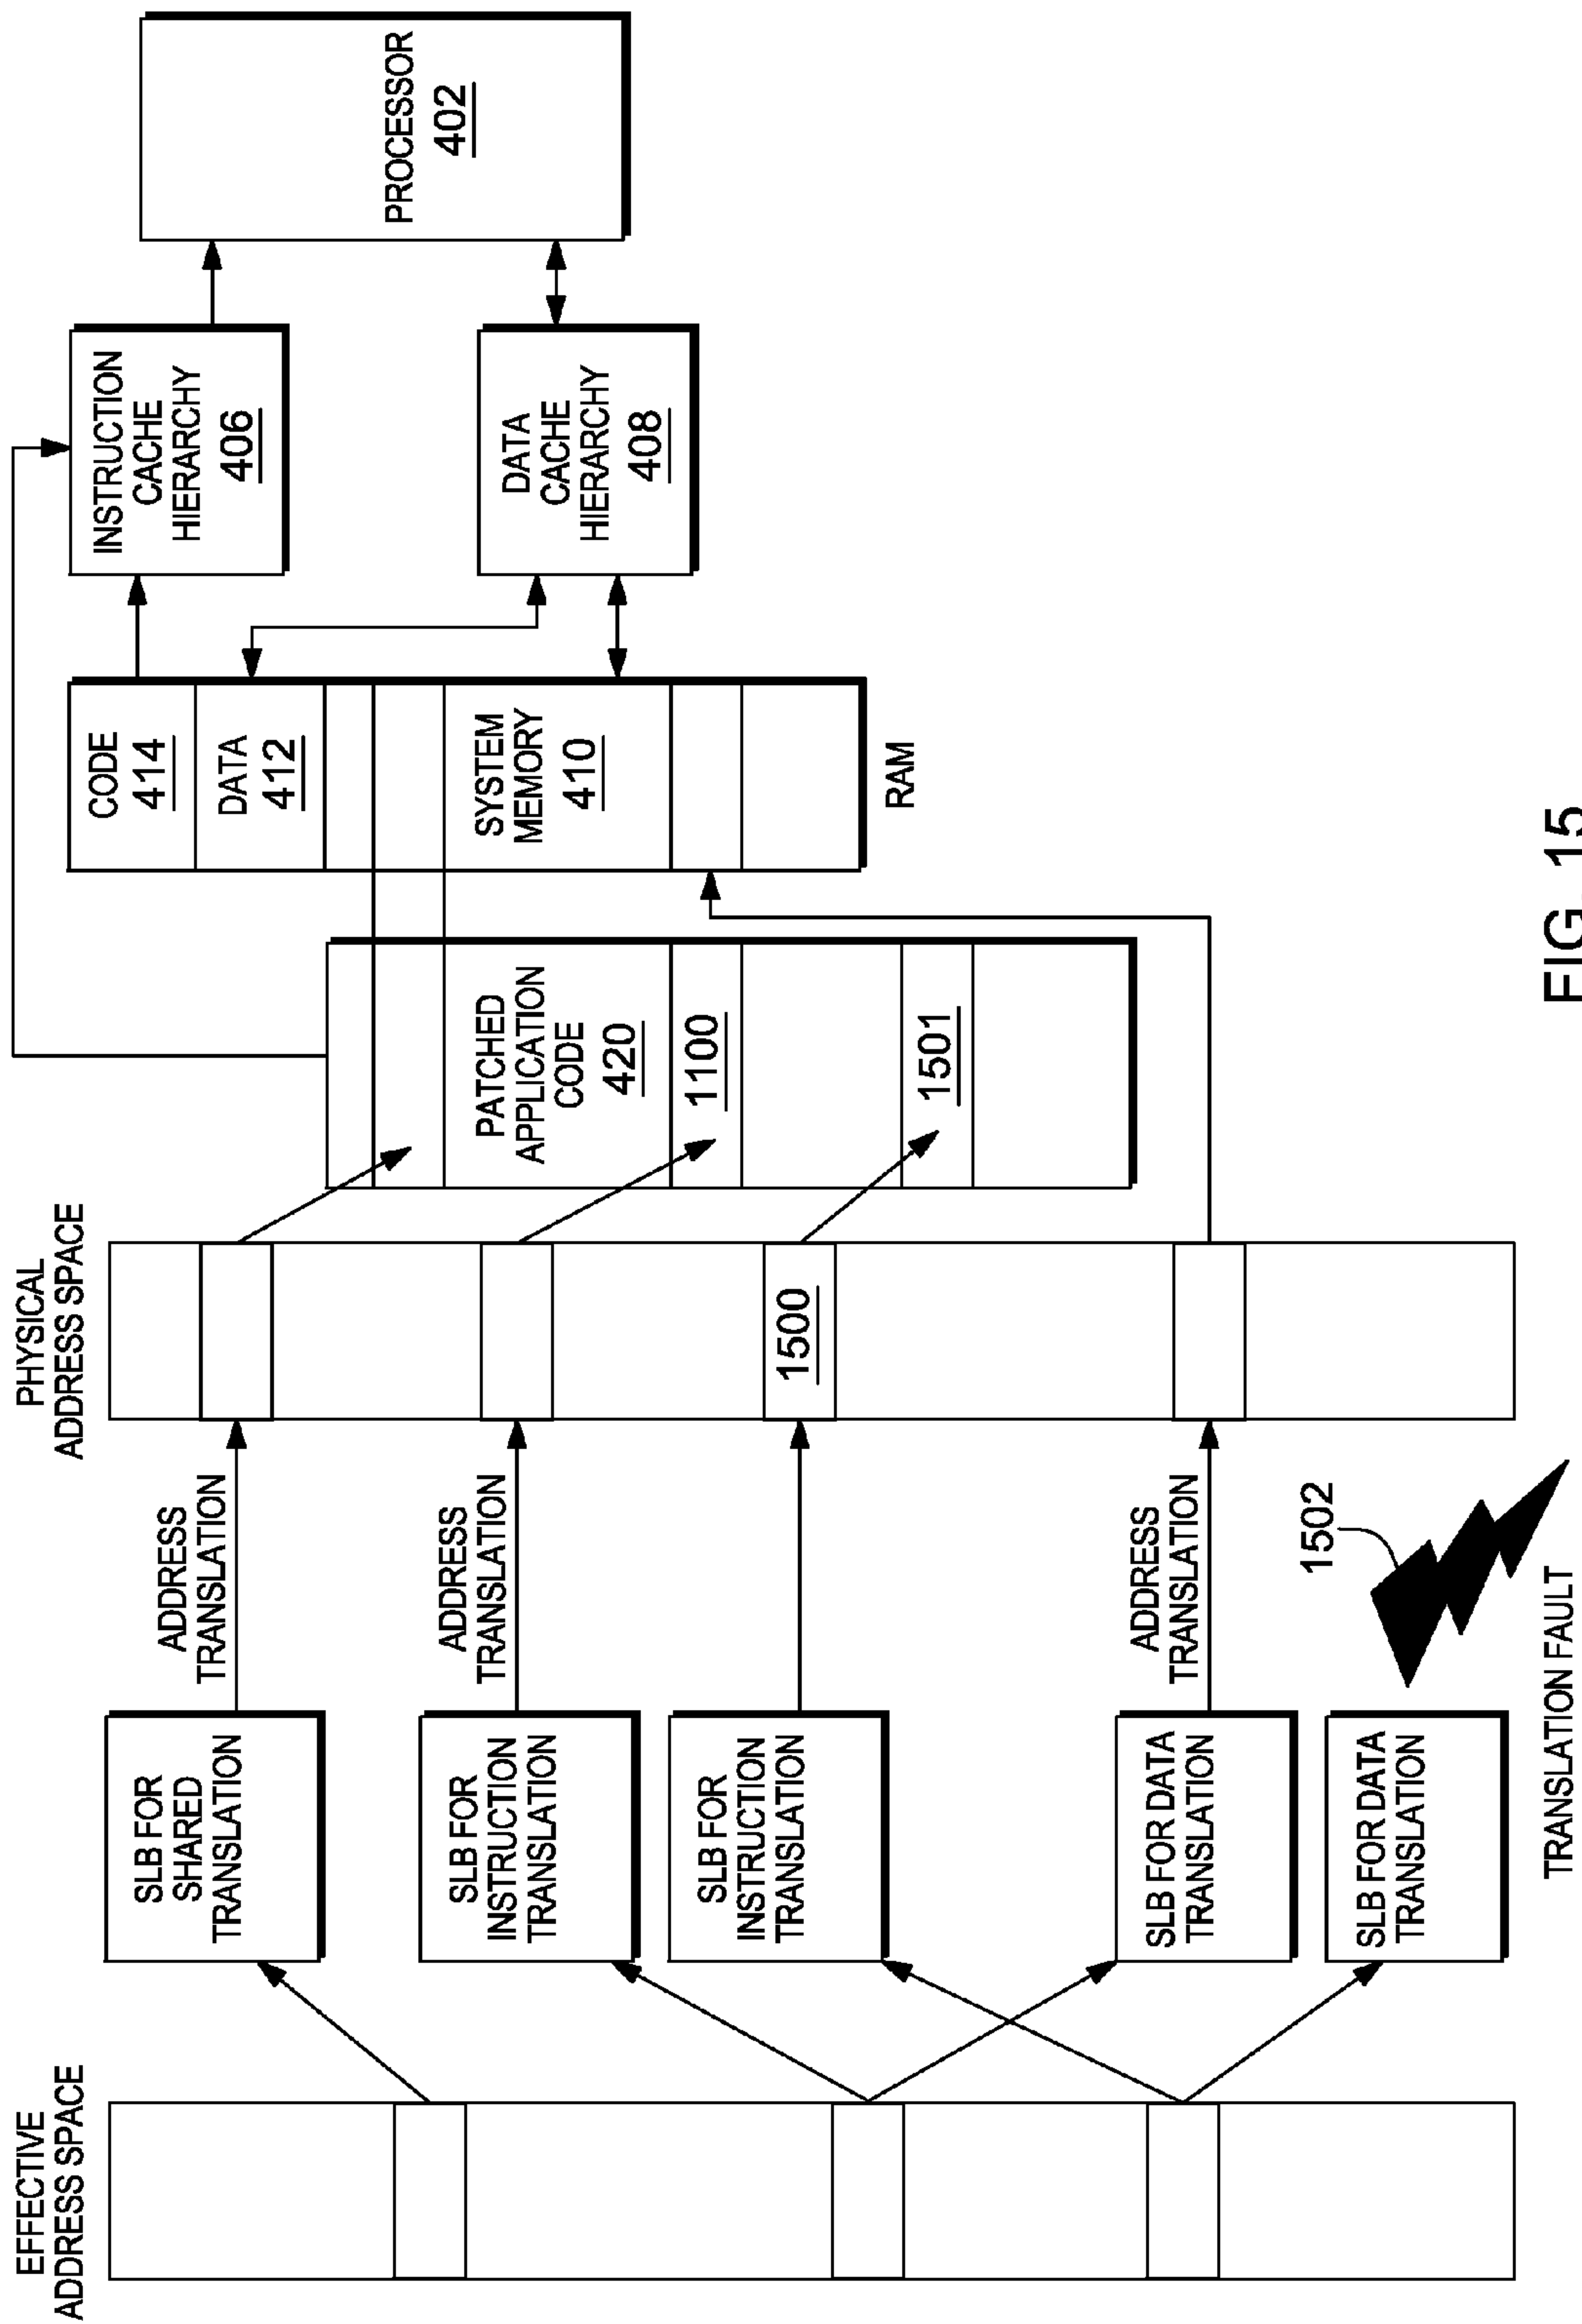 EFFECTIVE
ADDRESS SPACE
SLB FOR
SHARED
TRANSLATION
SLB FOR
INSTRUCTION
TRANSLATION
SLB FOR
INSTRUCTION
TRANSLATION
SLB FOR DATA
TRANSLATION
SLB FOR DATA
TRANSLATION
ADDRESS
TRANSLATION
ADDRESS
TRANSLATION
ADDRESS
TRANSLATION
1502
TRANSLATION FAULT
PHYSICAL
ADDRESS SPACE
1500
PATCHED
APPLICATION
CODE
420
1100
1501
CODE
414
DATA
412
SYSTEM
MEMORY
410
RAM
INSTRUCTION
CACHE
HIERARCHY
406
DATA
CACHE
HIERARCHY
408
PROCESSOR
402
FIG. 15